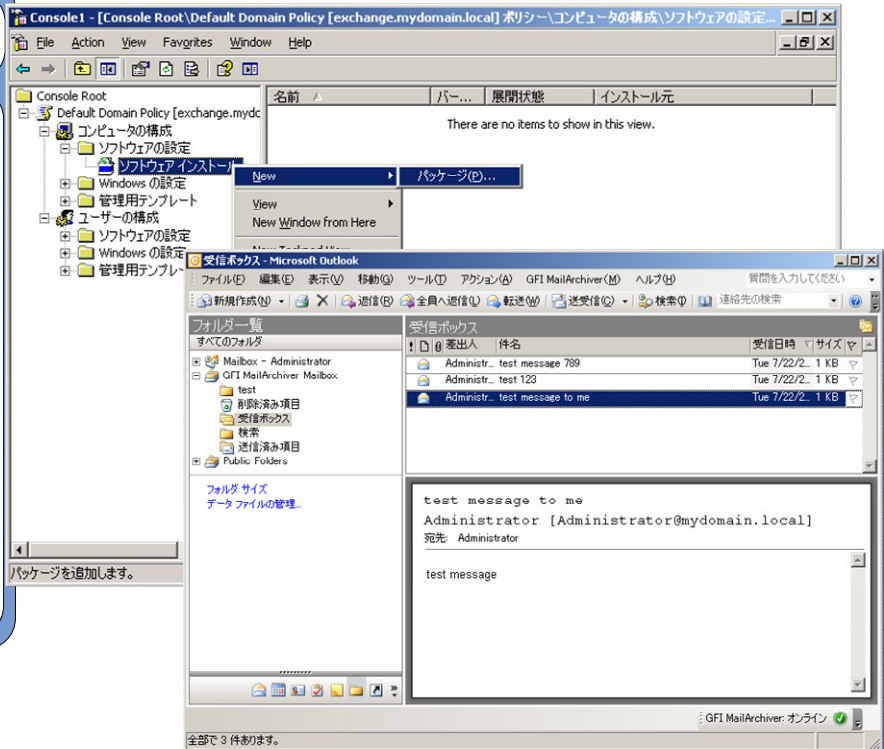 Console1 - [Console Root\Default Domain Policy [exchange.mydomain.local] ポリシー\コンピュータの構成\ソフトウェアの設定...
File Action View Favorites Window Help
Console Root
Default Domain Policy [exchange.mydc
コンピュータの構成
ソフトウェアの設定
ソフトウェア インストール
Windows の設定
管理用テンプレート
ユーザーの構成
ソフトウェアの設定
Windows の設定
管理用テンプレ
名前 バー... 展開状態 インストール元
There are no items to show in this view.
New
パッケージ(P)...
View
New Window from Here
パッケージを追加します。
受信ボックス - Microsoft Outlook
ファイル(F) 編集(E) 表示(V) 移動(G) ツール(T) アクション(A) GFI MailArchiver(M) ヘルプ(H) 質問を入力してください
新規作成(N) 返信(R) 全員へ返信(L) 転送(W) 送受信(C) 検索(I) 連絡先の検索
フォルダ一覧
すべてのフォルダ
Mailbox - Administrator
GFI MailArchiver Mailbox
test
削除済み項目
受信ボックス
検索
送信済み項目
Public Folders
フォルダ サイズ
データ ファイルの管理...
受信ボックス
差出人 件名 受信日時 サイズ
Administr... test message 789 Tue 7/22/2... 1 KB
Administr... test 123 Tue 7/22/2... 1 KB
Administr... test message to me Tue 7/22/2... 1 KB
test message to me
Administrator [Administrator@mydomain.local]
宛先: Administrator
test message
GFI MailArchiver: オンライン
全部で 3 件あります。